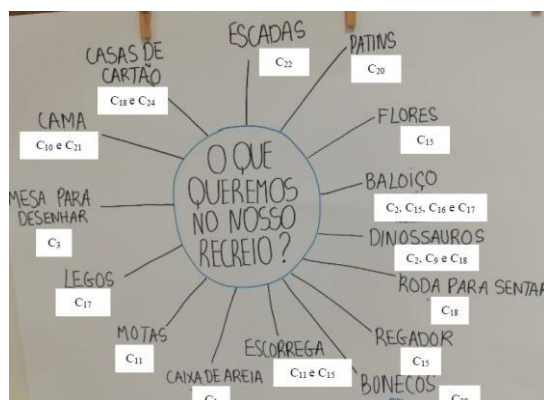 O QUE
QUEREMOS
NO NOSSO
RECREIO?
ESCADAS
C₂₂
PATINS
C₂₀
FLORES
C₁₅
BALOIÇO
C₂, C₁₅, C₁₆ e C₁₇
DINOSSAUROS
C₂, C₉ e C₁₈
RODA PARA SENTAR
C₁₈
REGADOR
C₁₅
BONECOS
ESCORREGA
C₁₁ e C₁₅
CAIXA DE AREIA
MOTAS
C₁₁
LEGOS
C₁₇
MESA PARA
DESENHAR
C₃
CAMA
C₁₀ e C₂₁
CASAS DE
CARTÃO
C₁₈ e C₂₄